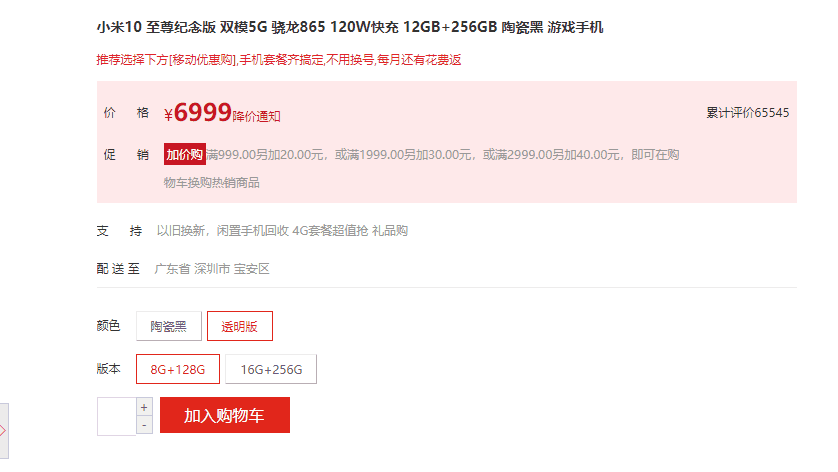 小米10 至尊纪念版 双模5G 骁龙865 120W快充 12GB+256GB 陶瓷黑 游戏手机
推荐选择下方[移动优惠购],手机套餐齐搞定,不用换号,每月还有花费返
价 格 ¥6999降价通知 累计评价65545
促 销 加价购满999.00另加20.00元，或满1999.00另加30.00元，或满2999.00另加40.00元，即可在购
物车换购热销商品
支 持 以旧换新，闲置手机回收 4G套餐超值抢 礼品购
配 送 至 广东省 深圳市 宝安区
颜色 陶瓷黑 透明版
版本 8G+128G 16G+256G
+
- 加入购物车